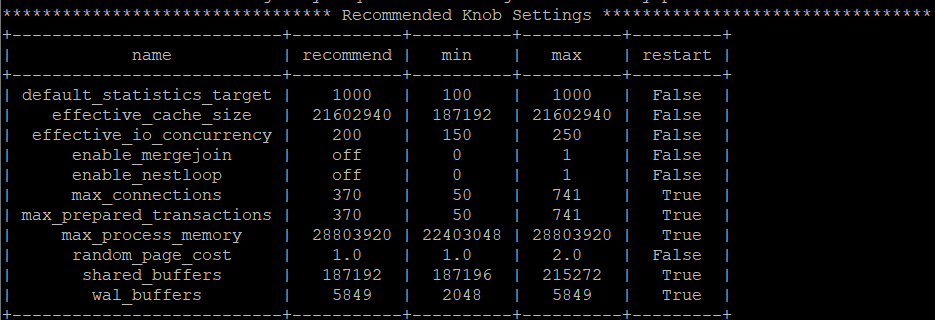 ******************************** Recommended Knob Settings ********************************
+---------------------------+-----------+----------+----------+---------+
| name | recommend | min | max | restart |
+---------------------------+-----------+----------+----------+---------+
| default_statistics_target | 1000 | 100 | 1000 | False |
| effective_cache_size | 21602940 | 187192 | 21602940 | False |
| effective_io_concurrency | 200 | 150 | 250 | False |
| enable_mergejoin | off | 0 | 1 | False |
| enable_nestloop | off | 0 | 1 | False |
| max_connections | 370 | 50 | 741 | True |
| max_prepared_transactions | 370 | 50 | 741 | True |
| max_process_memory | 28803920 | 22403048 | 28803920 | True |
| random_page_cost | 1.0 | 1.0 | 2.0 | False |
| shared_buffers | 187192 | 187196 | 215272 | True |
| wal_buffers | 5849 | 2048 | 5849 | True |
+---------------------------+-----------+----------+----------+---------+